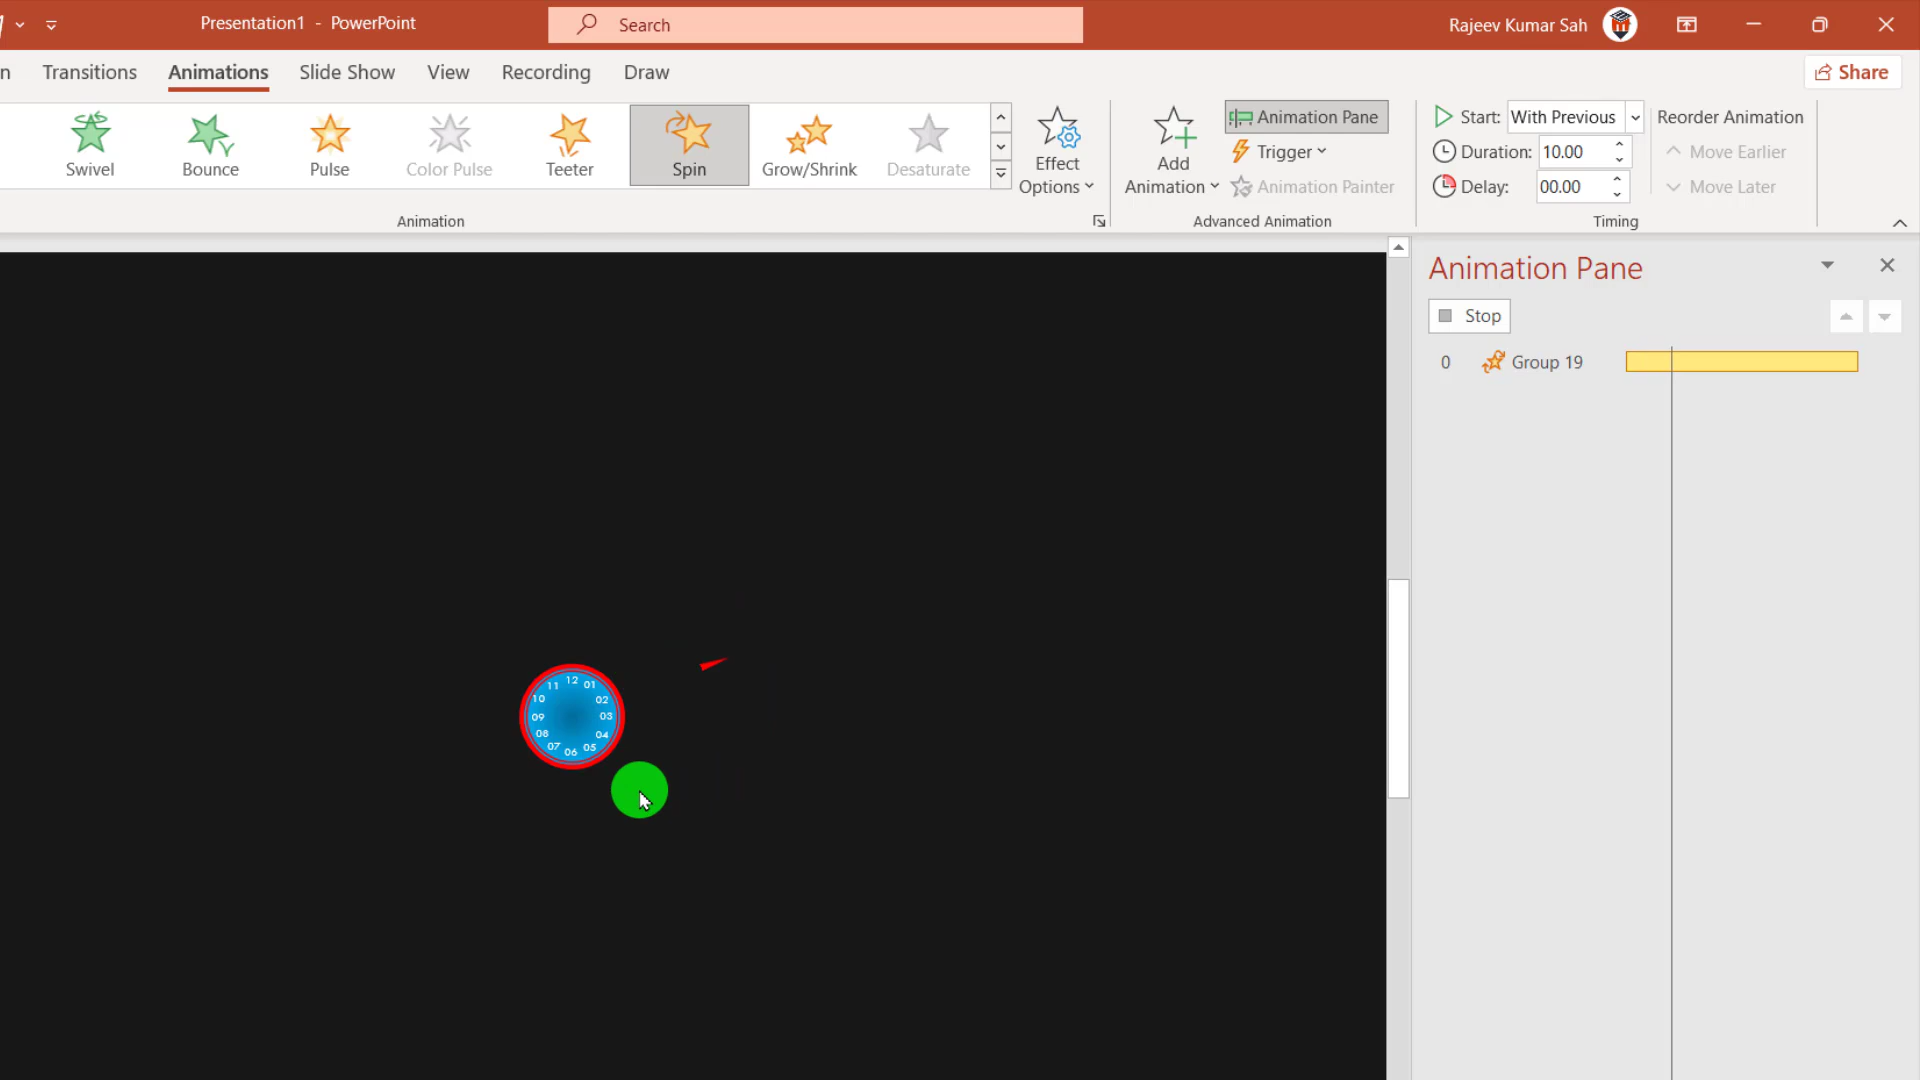 Presentation1 - PowerPoint
Search
Rajeev Kumar Sah
n Transitions Animations Slide Show View Recording Draw
Share
Swivel Bounce Pulse Color Pulse Teeter Spin Grow/Shrink Desaturate
Animation
Effect
Options
Add
Animation
Animation Pane
Trigger
Animation Painter
Advanced Animation
Start: With Previous
Duration: 10.00
Delay: 00.00
Timing
Reorder Animation
Move Earlier
Move Later
Animation Pane
Stop
0 Group 19
12
01
02
03
04
05
06
07
08
09
10
11